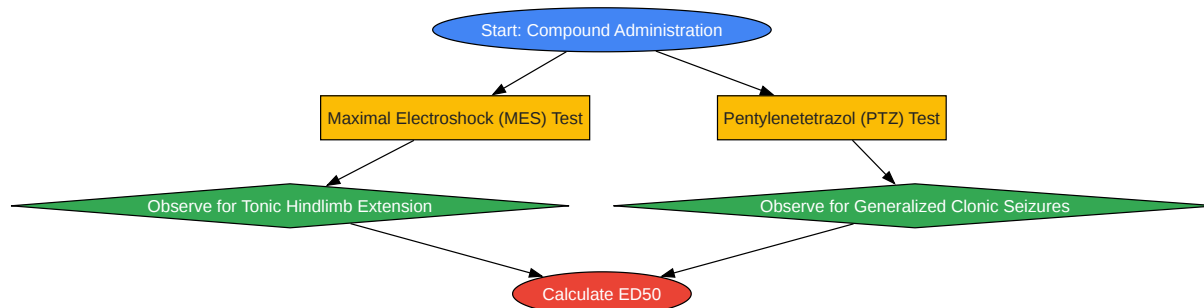 Start: Compound Administration
Maximal Electroshock (MES) Test
Pentylenetetrazol (PTZ) Test
Observe for Tonic Hindlimb Extension
Observe for Generalized Clonic Seizures
Calculate ED50